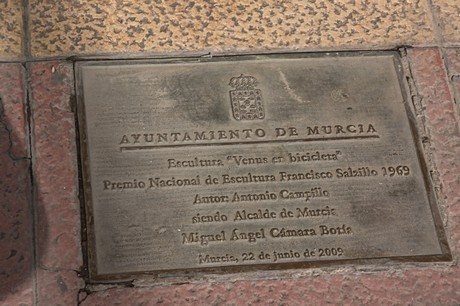 AYUNTAMIENTO DE MURCIA
Escultura "Venus en bicicleta"
Premio Nacional de Escultura Francisco Salzillo 1969
Autor: Antonio Campillo
siendo Alcalde de Murcia
Miguel Ángel Cámara Botía
Murcia, 22 de junio de 2009